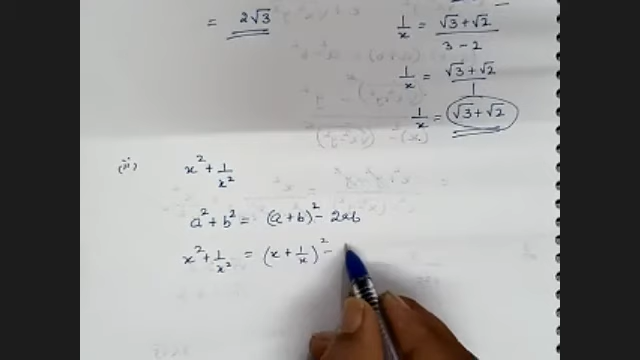 = 2√3
1/x = (√3+√2)/(3-2)
1/x = (√3+√2)/1
1/x = √3+√2
(ii) x² + 1/x²
a² + b² = (a+b)² - 2ab
x² + 1/x² = (x + 1/x)² -